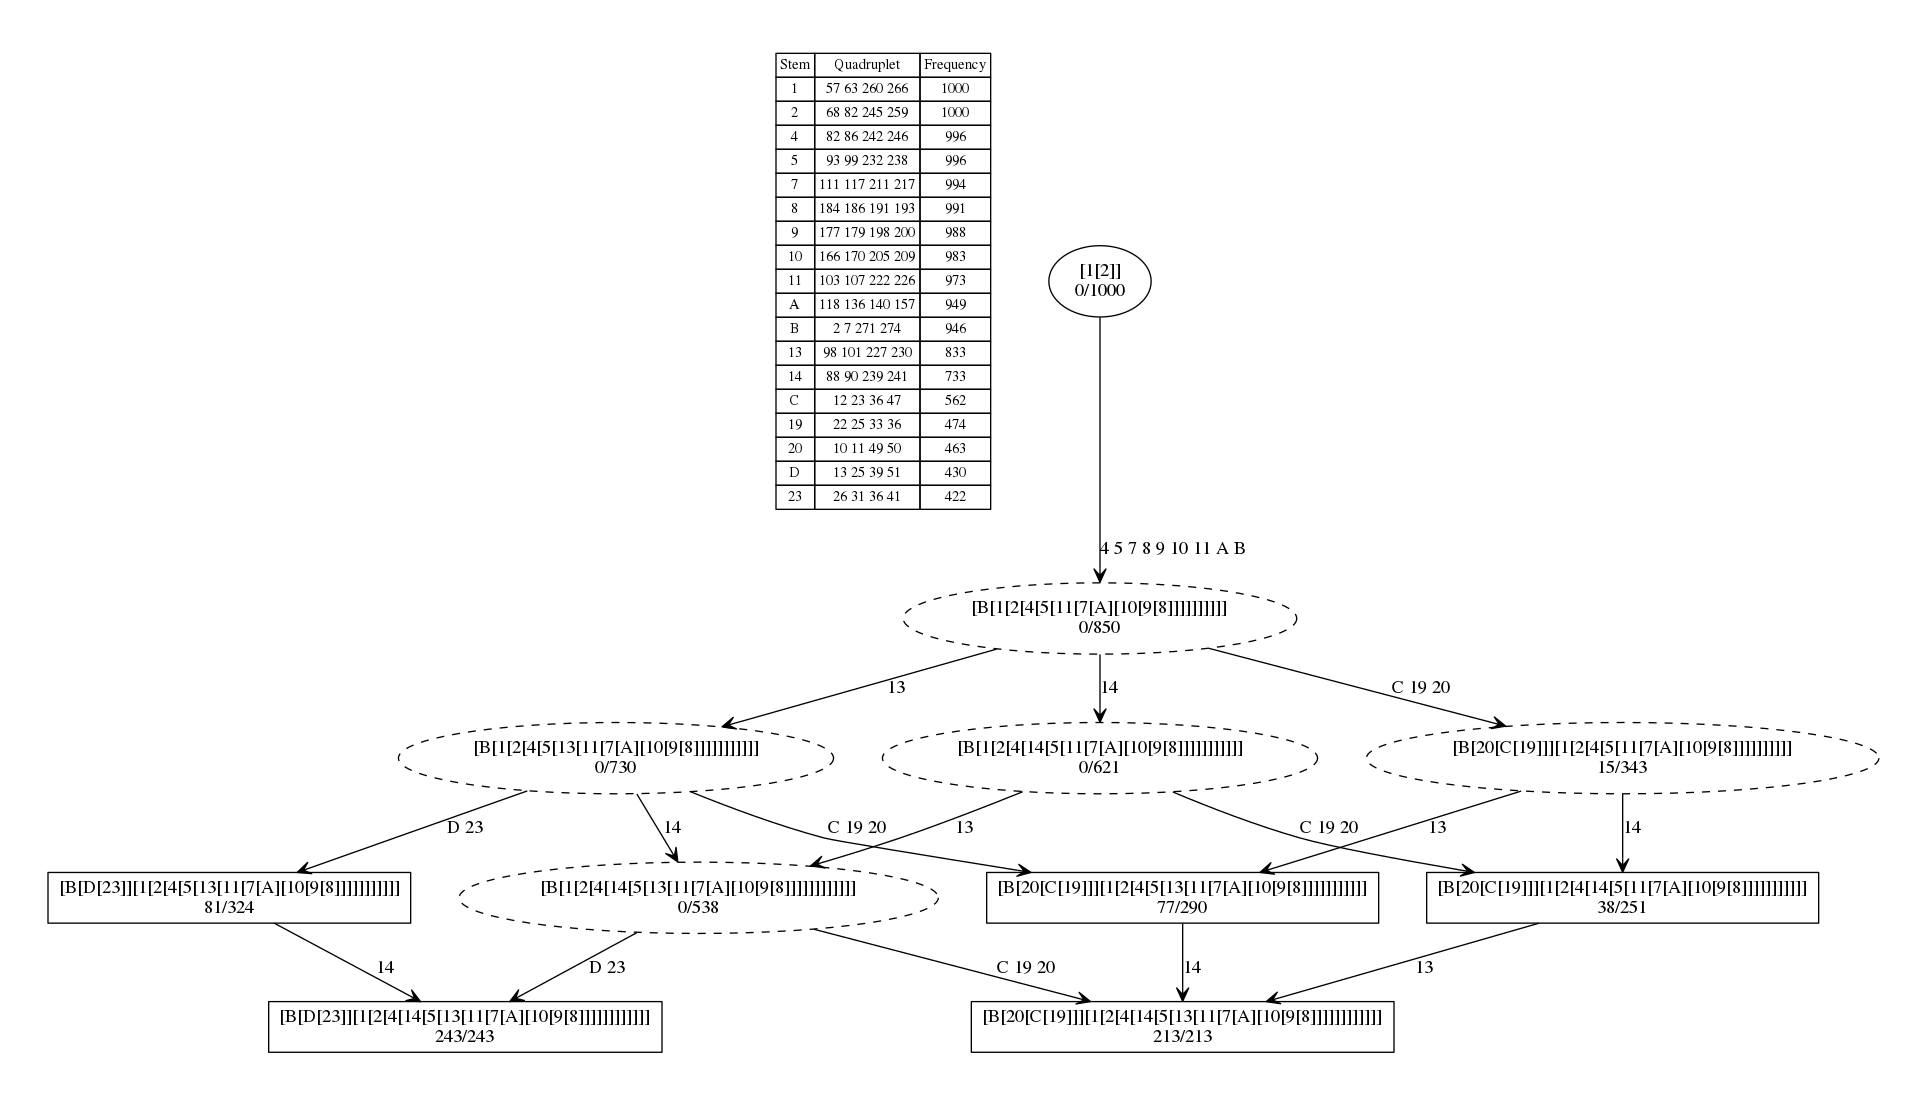 Stem Quadruplet Frequency
1 57 63 260 266 1000
2 68 82 245 259 1000
4 82 86 242 246 996
5 93 99 232 238 996
7 111 117 211 217 994
8 184 186 191 193 991
9 177 179 198 200 988
10 166 170 205 209 983
11 103 107 222 226 973
A 118 136 140 157 949
B 2 7 271 274 946
13 98 101 227 230 833
14 88 90 239 241 733
C 12 23 36 47 562
19 22 25 33 36 474
20 10 11 49 50 463
D 13 25 39 51 430
23 26 31 36 41 422
[1[2]]
0/1000
4 5 7 8 9 10 11 A B
[B[1[2[4[5[11[7[A][10[9[8]]]]]]]]]]
0/850
13
14
C 19 20
[B[1[2[4[5[13[11[7[A][10[9[8]]]]]]]]]]]
0/730
[B[1[2[4[14[5[11[7[A][10[9[8]]]]]]]]]]]
0/621
[B[20[C[19]]][1[2[4[5[11[7[A][10[9[8]]]]]]]]]]
15/343
D 23
14
C 19 20
13
C 19 20
13
14
[B[D[23]][1[2[4[5[13[11[7[A][10[9[8]]]]]]]]]]]
81/324
[B[1[2[4[14[5[13[11[7[A][10[9[8]]]]]]]]]]]]
0/538
[B[20[C[19]]][1[2[4[5[13[11[7[A][10[9[8]]]]]]]]]]]
77/290
[B[20[C[19]]][1[2[4[14[5[11[7[A][10[9[8]]]]]]]]]]]
38/251
14
D 23
C 19 20
14
13
[B[D[23]][1[2[4[14[5[13[11[7[A][10[9[8]]]]]]]]]]]]
243/243
[B[20[C[19]]][1[2[4[14[5[13[11[7[A][10[9[8]]]]]]]]]]]]
213/213